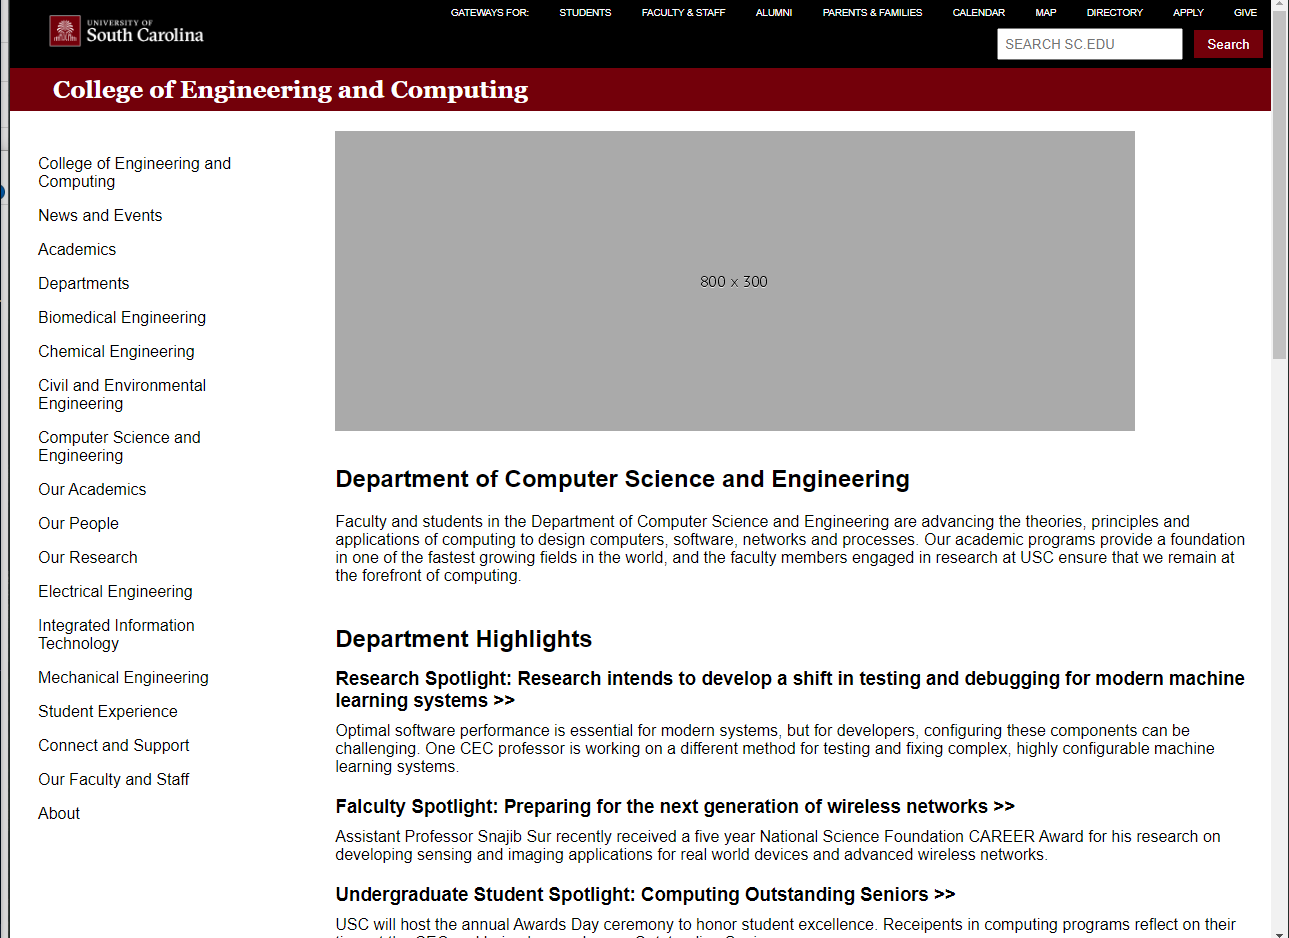 UNIVERSITY OF
South Carolina
GATEWAYS FOR: STUDENTS FACULTY & STAFF ALUMNI PARENTS & FAMILIES CALENDAR MAP DIRECTORY APPLY GIVE
SEARCH SC.EDU Search
College of Engineering and Computing
College of Engineering and
Computing
News and Events
Academics
Departments
Biomedical Engineering
Chemical Engineering
Civil and Environmental
Engineering
Computer Science and
Engineering
Our Academics
Our People
Our Research
Electrical Engineering
Integrated Information
Technology
Mechanical Engineering
Student Experience
Connect and Support
Our Faculty and Staff
About
800 x 300
Department of Computer Science and Engineering
Faculty and students in the Department of Computer Science and Engineering are advancing the theories, principles and
applications of computing to design computers, software, networks and processes. Our academic programs provide a foundation
in one of the fastest growing fields in the world, and the faculty members engaged in research at USC ensure that we remain at
the forefront of computing.
Department Highlights
Research Spotlight: Research intends to develop a shift in testing and debugging for modern machine
learning systems >>
Optimal software performance is essential for modern systems, but for developers, configuring these components can be
challenging. One CEC professor is working on a different method for testing and fixing complex, highly configurable machine
learning systems.
Falculty Spotlight: Preparing for the next generation of wireless networks >>
Assistant Professor Snajib Sur recently received a five year National Science Foundation CAREER Award for his research on
developing sensing and imaging applications for real world devices and advanced wireless networks.
Undergraduate Student Spotlight: Computing Outstanding Seniors >>
USC will host the annual Awards Day ceremony to honor student excellence. Receipents in computing programs reflect on their